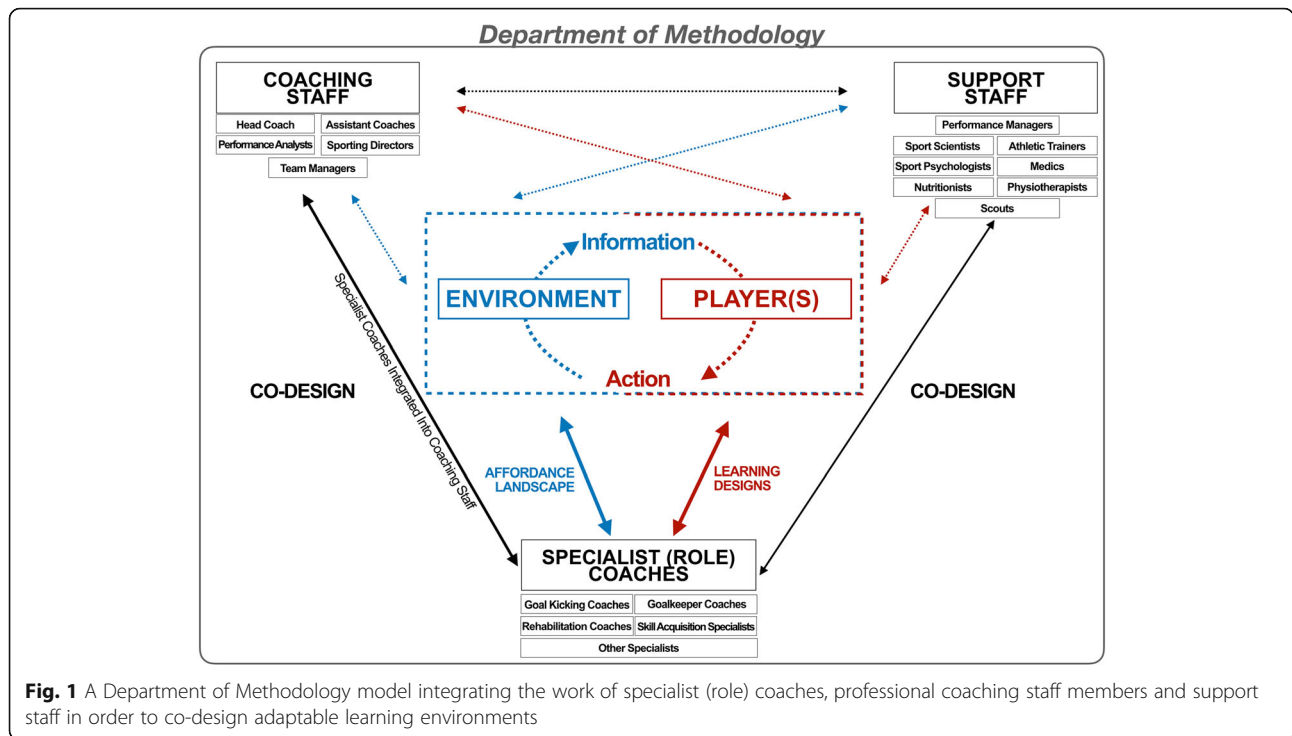 Department of Methodology
COACHING
STAFF
Head Coach
Assistant Coaches
Performance Analysts
Sporting Directors
Team Managers
SUPPORT
STAFF
Performance Managers
Sport Scientists
Athletic Trainers
Sport Psychologists
Medics
Nutritionists
Physiotherapists
Scouts
Information
ENVIRONMENT
PLAYER(S)
Action
CO-DESIGN
Specialist Coaches Integrated Into Coaching Staff
CO-DESIGN
AFFORDANCE
LANDSCAPE
LEARNING
DESIGNS
SPECIALIST (ROLE)
COACHES
Goal Kicking Coaches
Goalkeeper Coaches
Rehabilitation Coaches
Skill Acquisition Specialists
Other Specialists
Fig. 1 A Department of Methodology model integrating the work of specialist (role) coaches, professional coaching staff members and support
staff in order to co-design adaptable learning environments